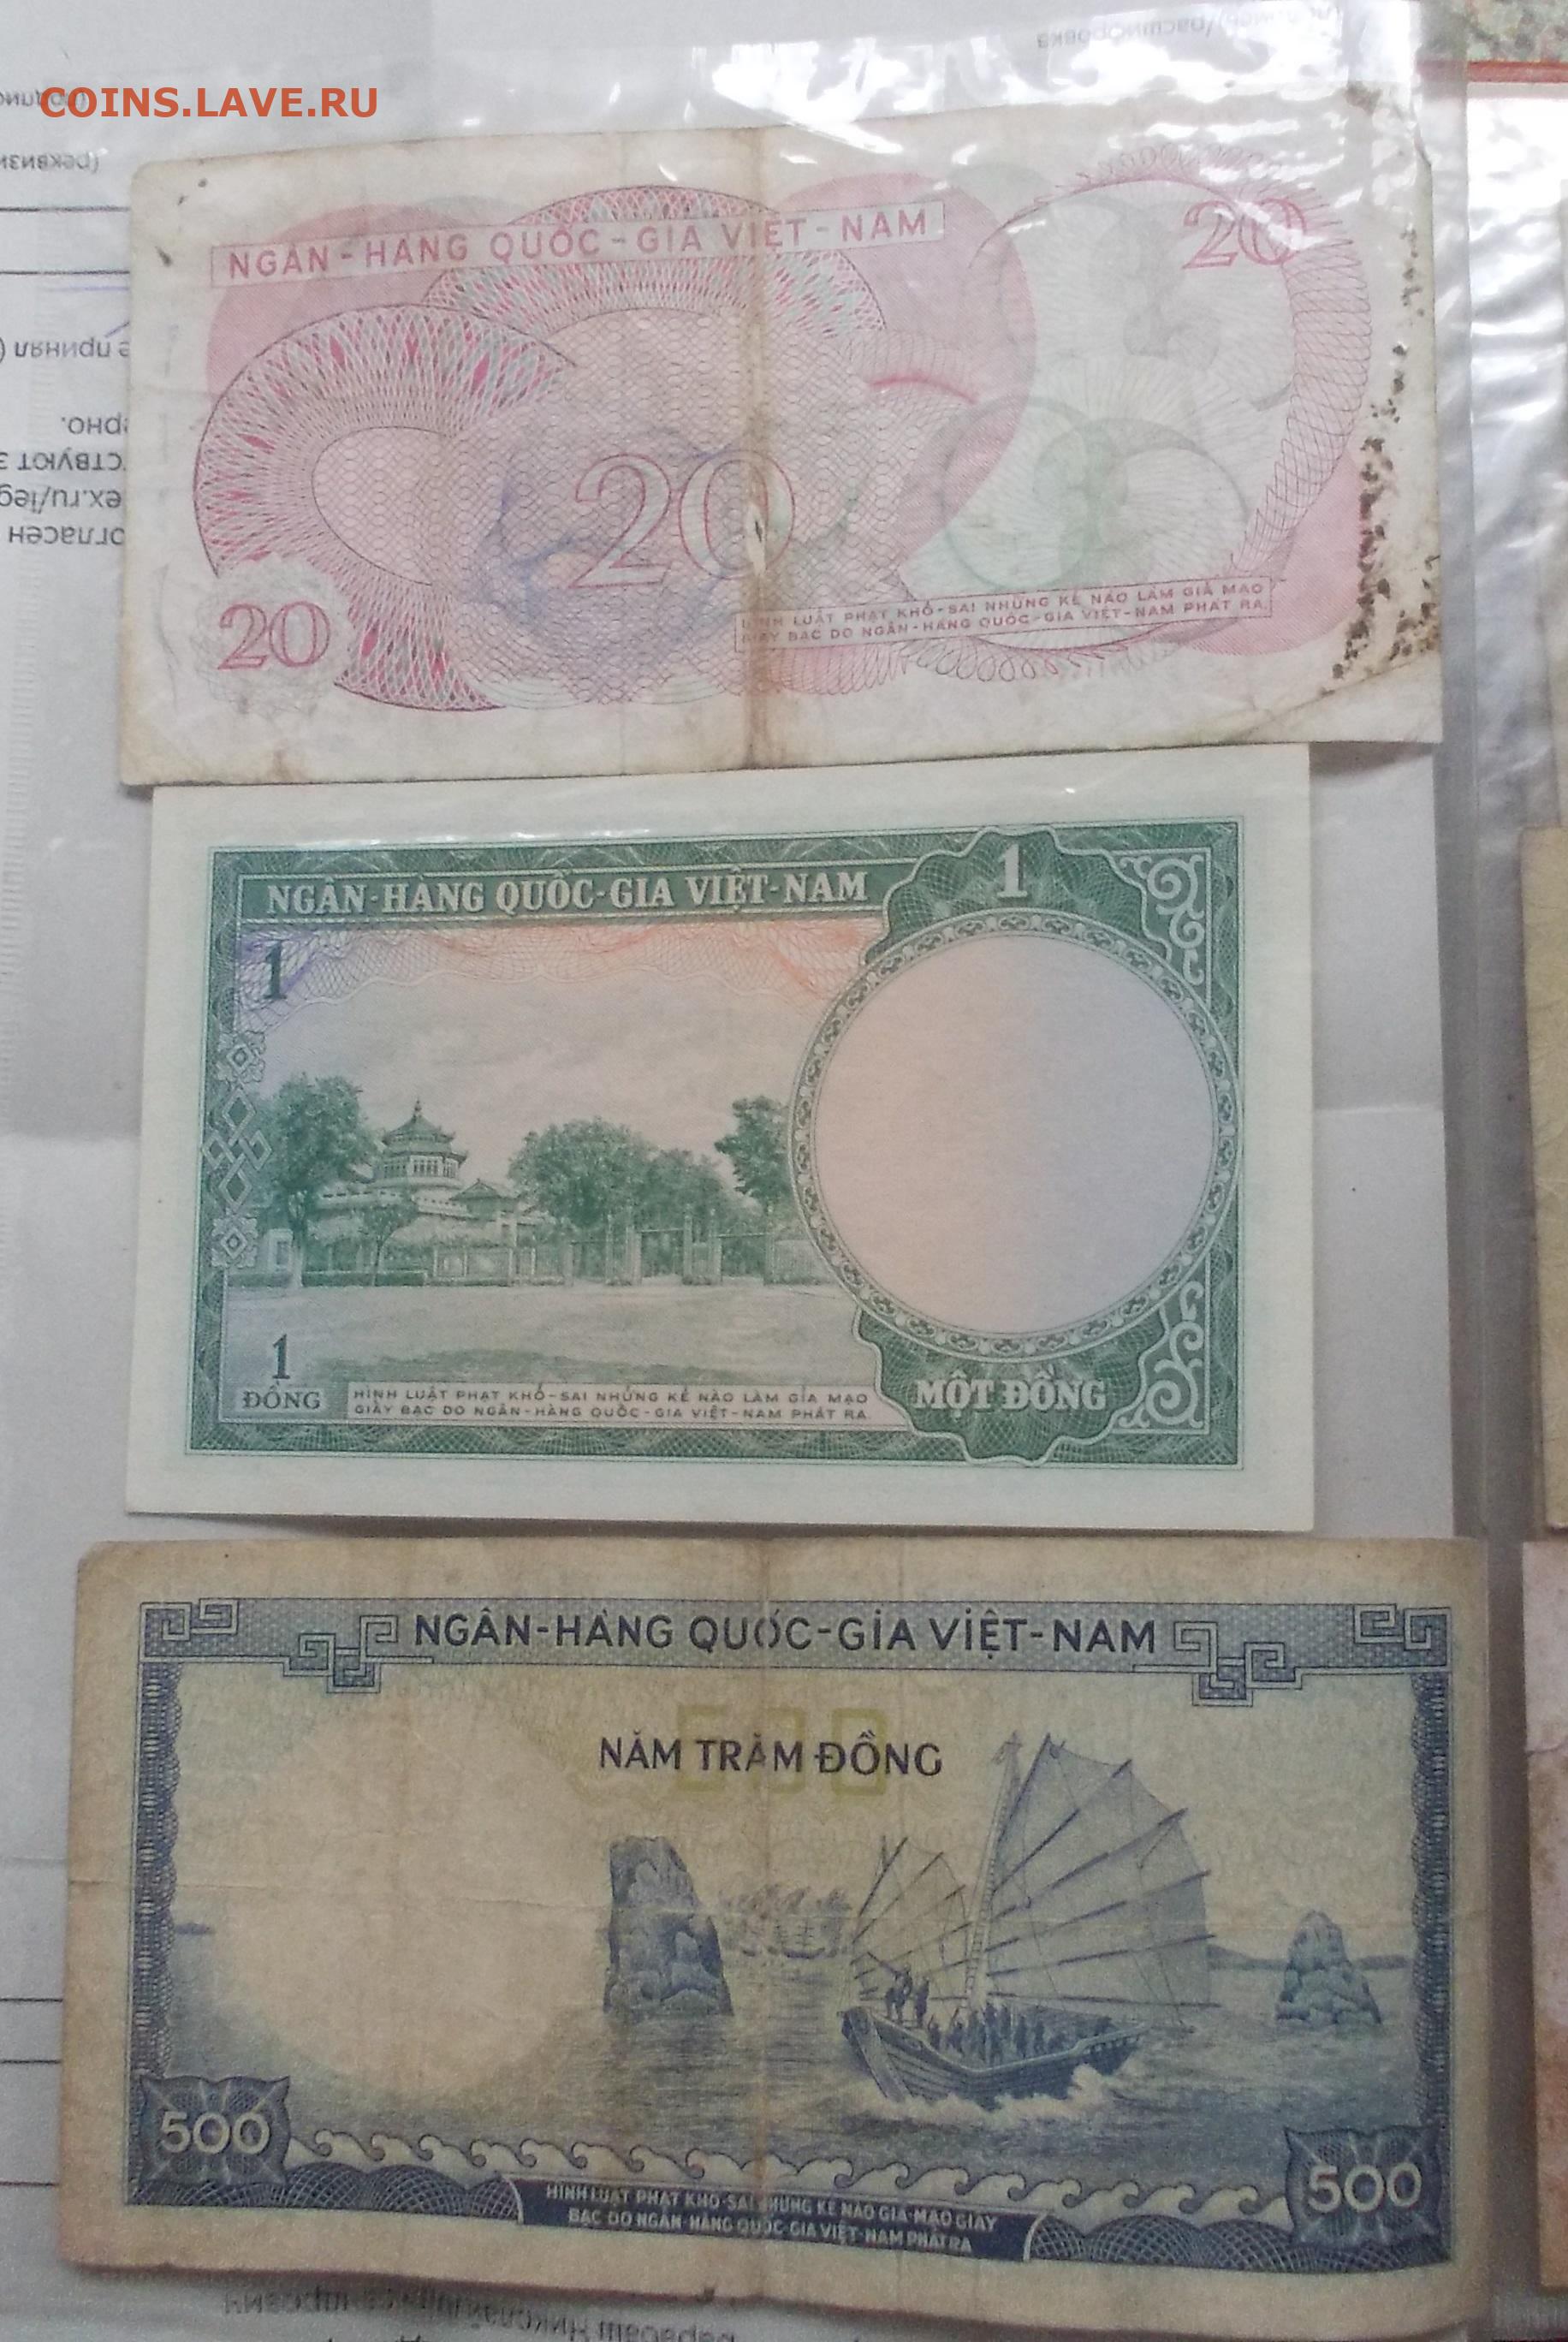 COINS.LAVE.RU
NGÂN-HÀNG QUỐC-GIA VIỆT-NAM
20
20
20
HÌNH LUẬT PHẠT KHỔ-SAI NHỮNG KẺ NÀO LÀM GIẢ MẠO
GIẤY BẠC DO NGÂN-HÀNG QUỐC-GIA VIỆT-NAM PHÁT RA.
NGÂN-HÀNG QUỐC-GIA VIỆT-NAM
1
1
1
ĐỒNG
HÌNH LUẬT PHẠT KHỔ-SAI NHỮNG KẺ NÀO LÀM GIẢ MẠO
GIẤY BẠC DO NGÂN-HÀNG QUỐC-GIA VIỆT-NAM PHÁT RA.
MỘT ĐỒNG
NGÂN-HÀNG QUỐC-GIA VIỆT-NAM
500
NĂM TRĂM ĐỒNG
500
500
HÌNH LUẬT PHẠT KHỔ-SAI NHỮNG KẺ NÀO GIẢ-MẠO GIẤY
BẠC DO NGÂN-HÀNG QUỐC-GIA VIỆT-NAM PHÁT RA